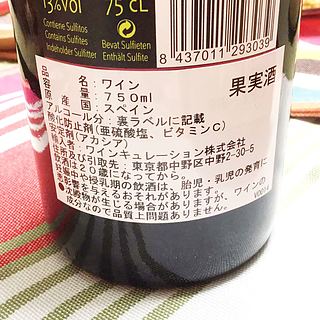 13%vol
75 cL
Contiene Sulfitos
Contains Sulfites
Indeholder Sulfitter
Bevat Sulfieten
Enthält Sulfite
8 437011 293039
果実酒
品名:ワイン
容量:750ml
原産国:スペイン
アルコール分:裏ラベルに記載
酸化防止剤(亜硫酸塩、ビタミンC)
安定剤(アカシア)
輸入者及び引取先:ワインキュレーション株式会社
東京都中野区中野2-30-5
飲酒は20歳になってから。
妊娠中や授乳期の飲酒は、胎児・乳児の発育に
悪影響を与えるおそれがあります。
沈殿物が生じる場合がありますが、ワインの
成分なので品質上問題ありません。